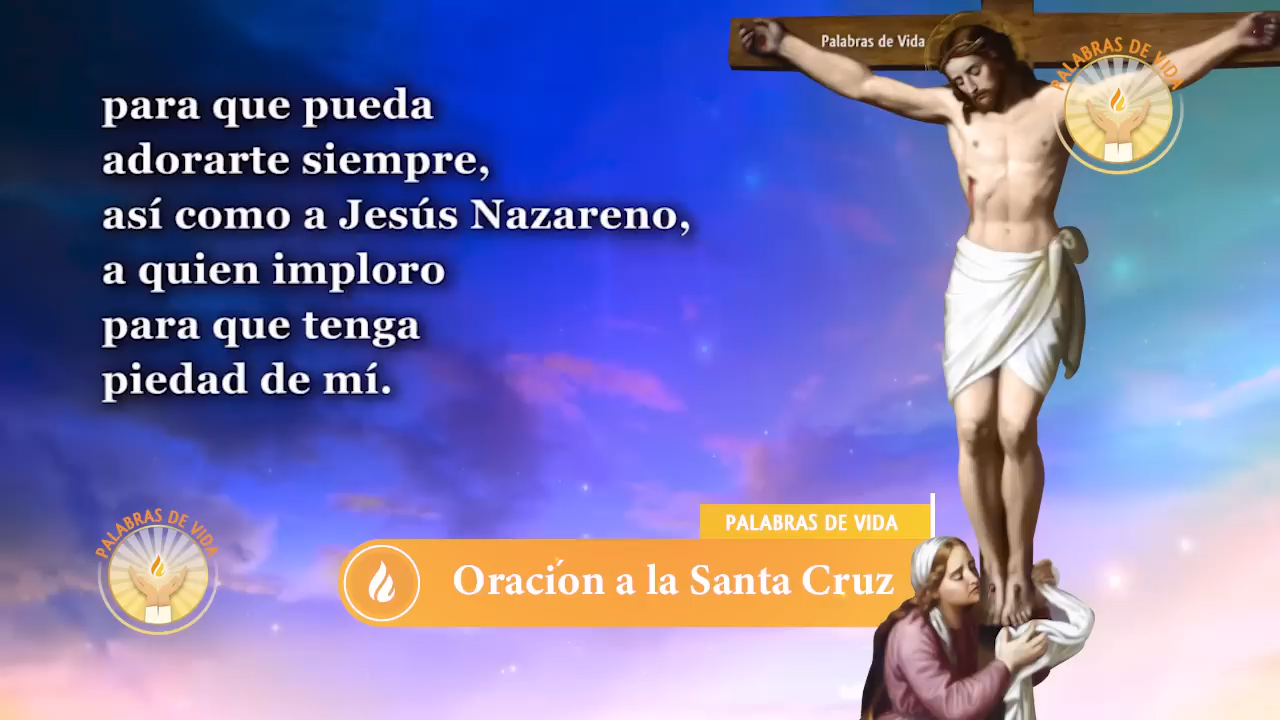 Palabras de Vida
PALABRAS DE VIDA
para que pueda
adorarte siempre,
así como a Jesús Nazareno,
a quien imploro
para que tenga
piedad de mí.
PALABRAS DE VIDA
PALABRAS DE VIDA
Oración a la Santa Cruz